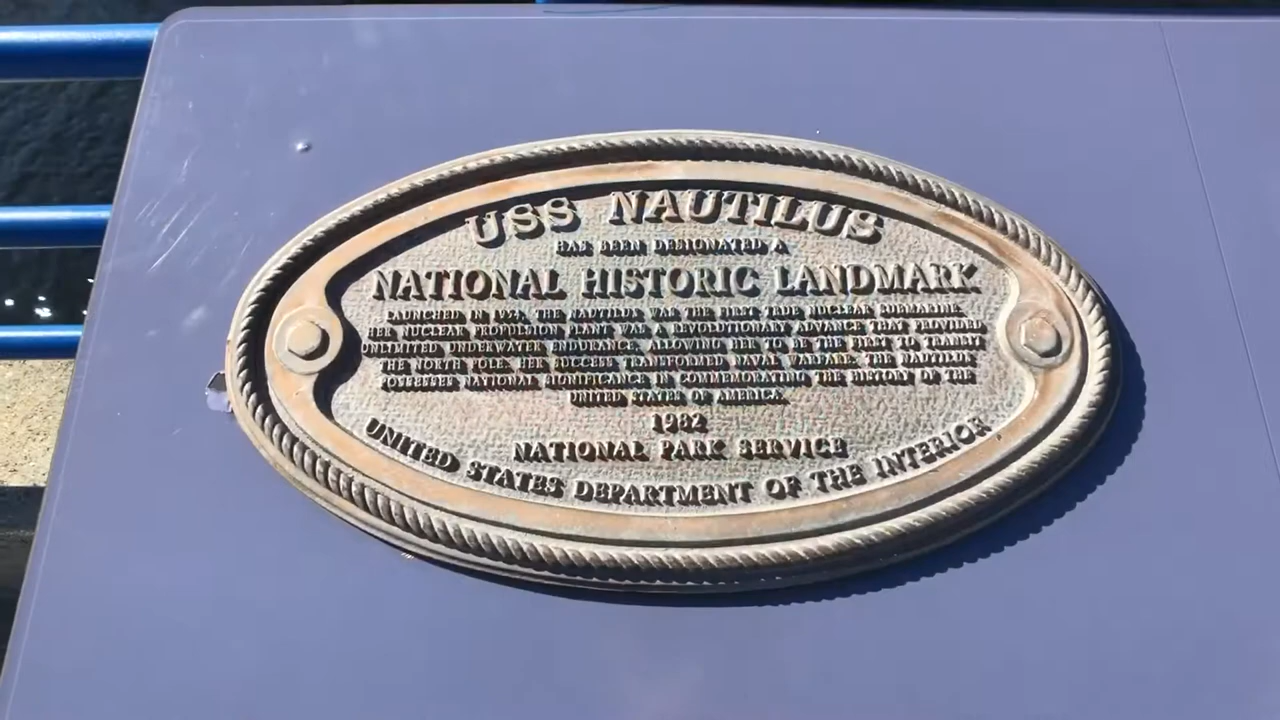 USS NAUTILUS
HAS BEEN DESIGNATED A
NATIONAL HISTORIC LANDMARK
LAUNCHED IN 1954, THE NAUTILUS WAS THE FIRST TRUE NUCLEAR SUBMARINE.
HER NUCLEAR PROPULSION PLANT WAS A REVOLUTIONARY ADVANCE THAT PROVIDED
UNLIMITED UNDERWATER ENDURANCE, ALLOWING HER TO BE THE FIRST TO TRANSIT
THE NORTH POLE. HER SUCCESS TRANSFORMED NAVAL WARFARE. THE NAUTILUS
POSSESSES NATIONAL SIGNIFICANCE IN COMMEMORATING THE HISTORY OF THE
UNITED STATES OF AMERICA.
1982
NATIONAL PARK SERVICE
UNITED STATES DEPARTMENT OF THE INTERIOR